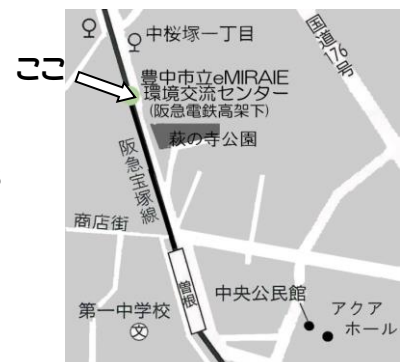 中桜塚一丁目
国道176号
ここ
豊中市立eMIRAIE
環境交流センター
(阪急電鉄高架下)
萩の寺公園
阪急宝塚線
商店街
曽根
中央公民館
第一中学校
文
アクア
ホール